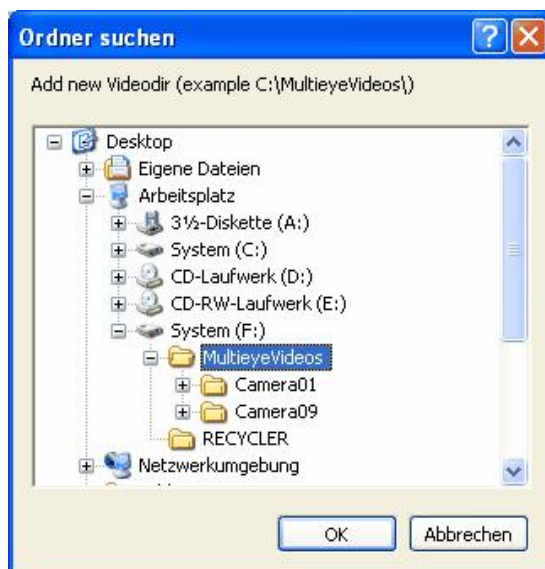 Ordner suchen
Add new Videodir (example C:\MultieyeVideos\)
Desktop
Eigene Dateien
Arbeitsplatz
3½-Diskette (A:)
System (C:)
CD-Laufwerk (D:)
CD-RW-Laufwerk (E:)
System (F:)
MultieyeVideos
Camera01
Camera09
RECYCLER
Netzwerkumgebung
OK Abbrechen